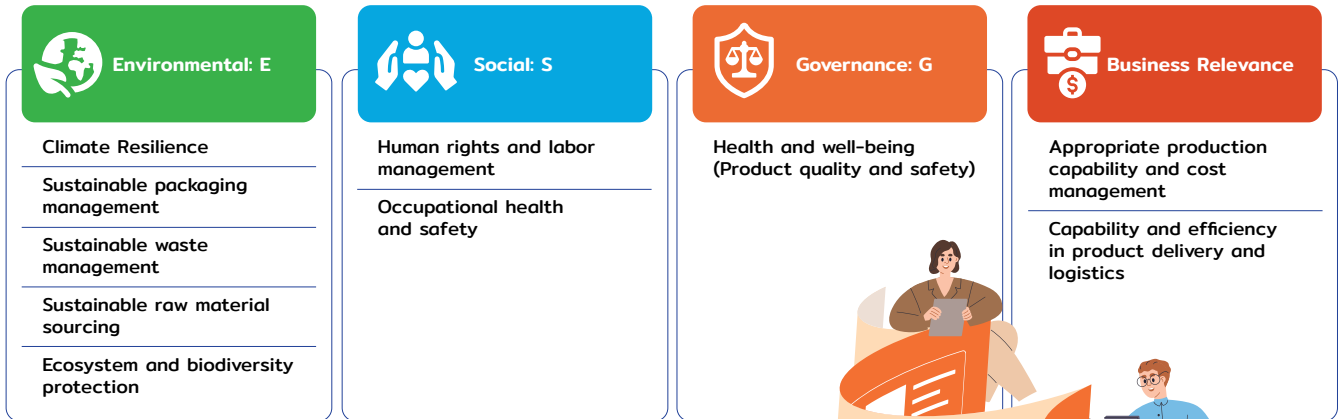 Environmental: E
Climate Resilience
Sustainable packaging
management
Sustainable waste
management
Sustainable raw material
sourcing
Ecosystem and biodiversity
protection
Social: S
Human rights and labor
management
Occupational health
and safety
Governance: G
Health and well-being
(Product quality and safety)
Business Relevance
$
Appropriate production
capability and cost
management
Capability and efficiency
in product delivery and
logistics